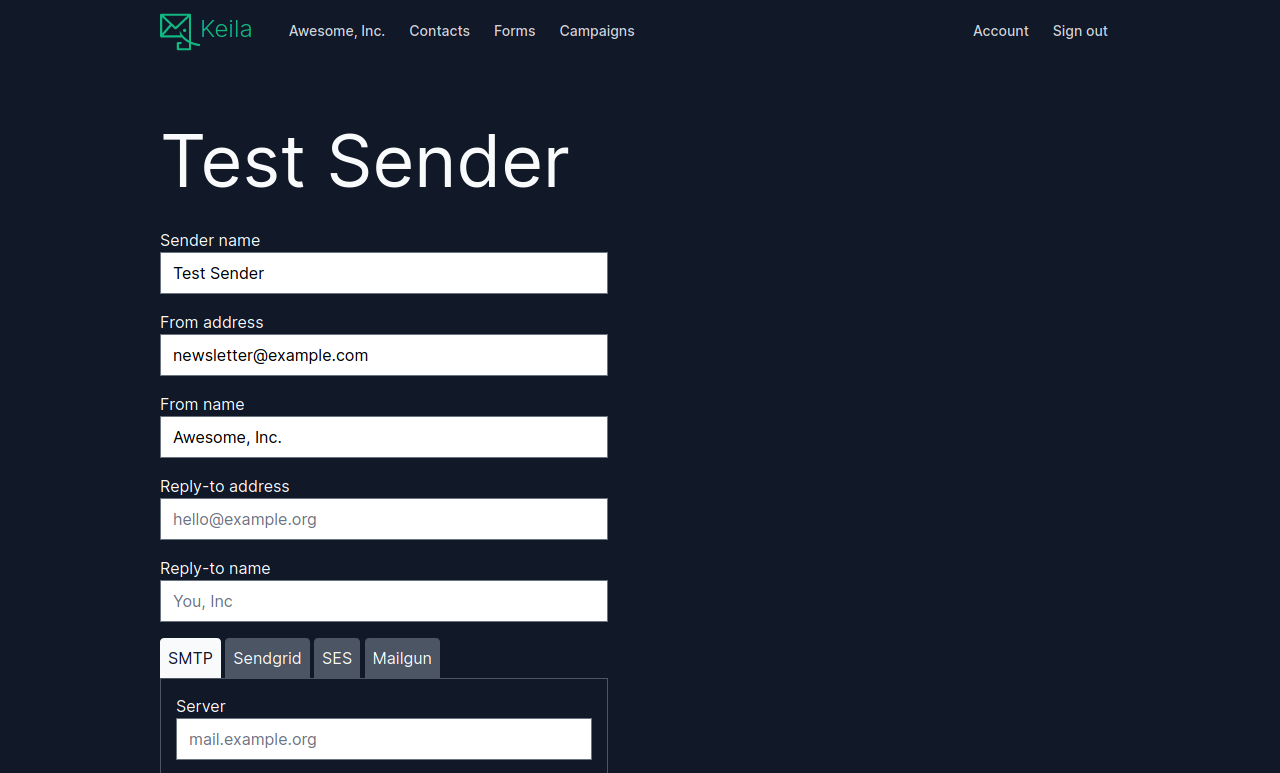 Keila Awesome, Inc. Contacts Forms Campaigns Account Sign out
Test Sender
Sender name
Test Sender
From address
newsletter@example.com
From name
Awesome, Inc.
Reply-to address
hello@example.org
Reply-to name
You, Inc
SMTP Sendgrid SES Mailgun
Server
mail.example.org